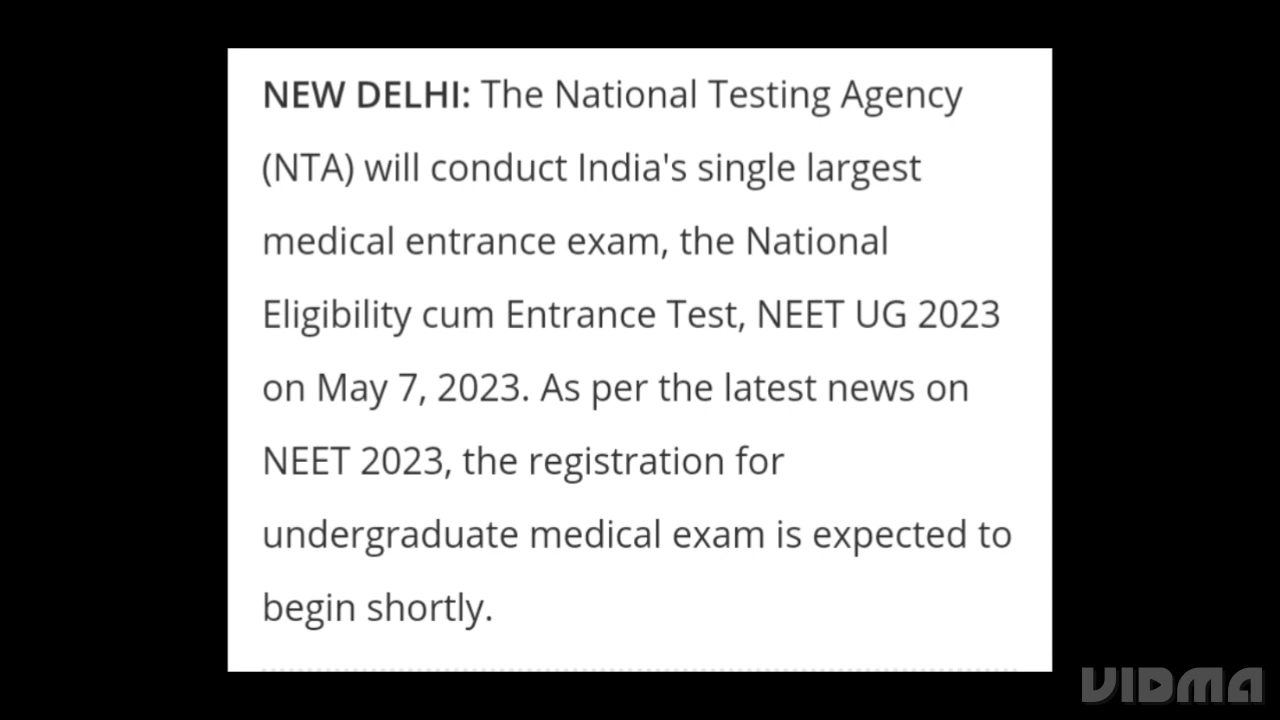 NEW DELHI: The National Testing Agency
(NTA) will conduct India's single largest
medical entrance exam, the National
Eligibility cum Entrance Test, NEET UG 2023
on May 7, 2023. As per the latest news on
NEET 2023, the registration for
undergraduate medical exam is expected to
begin shortly.
VIDMA